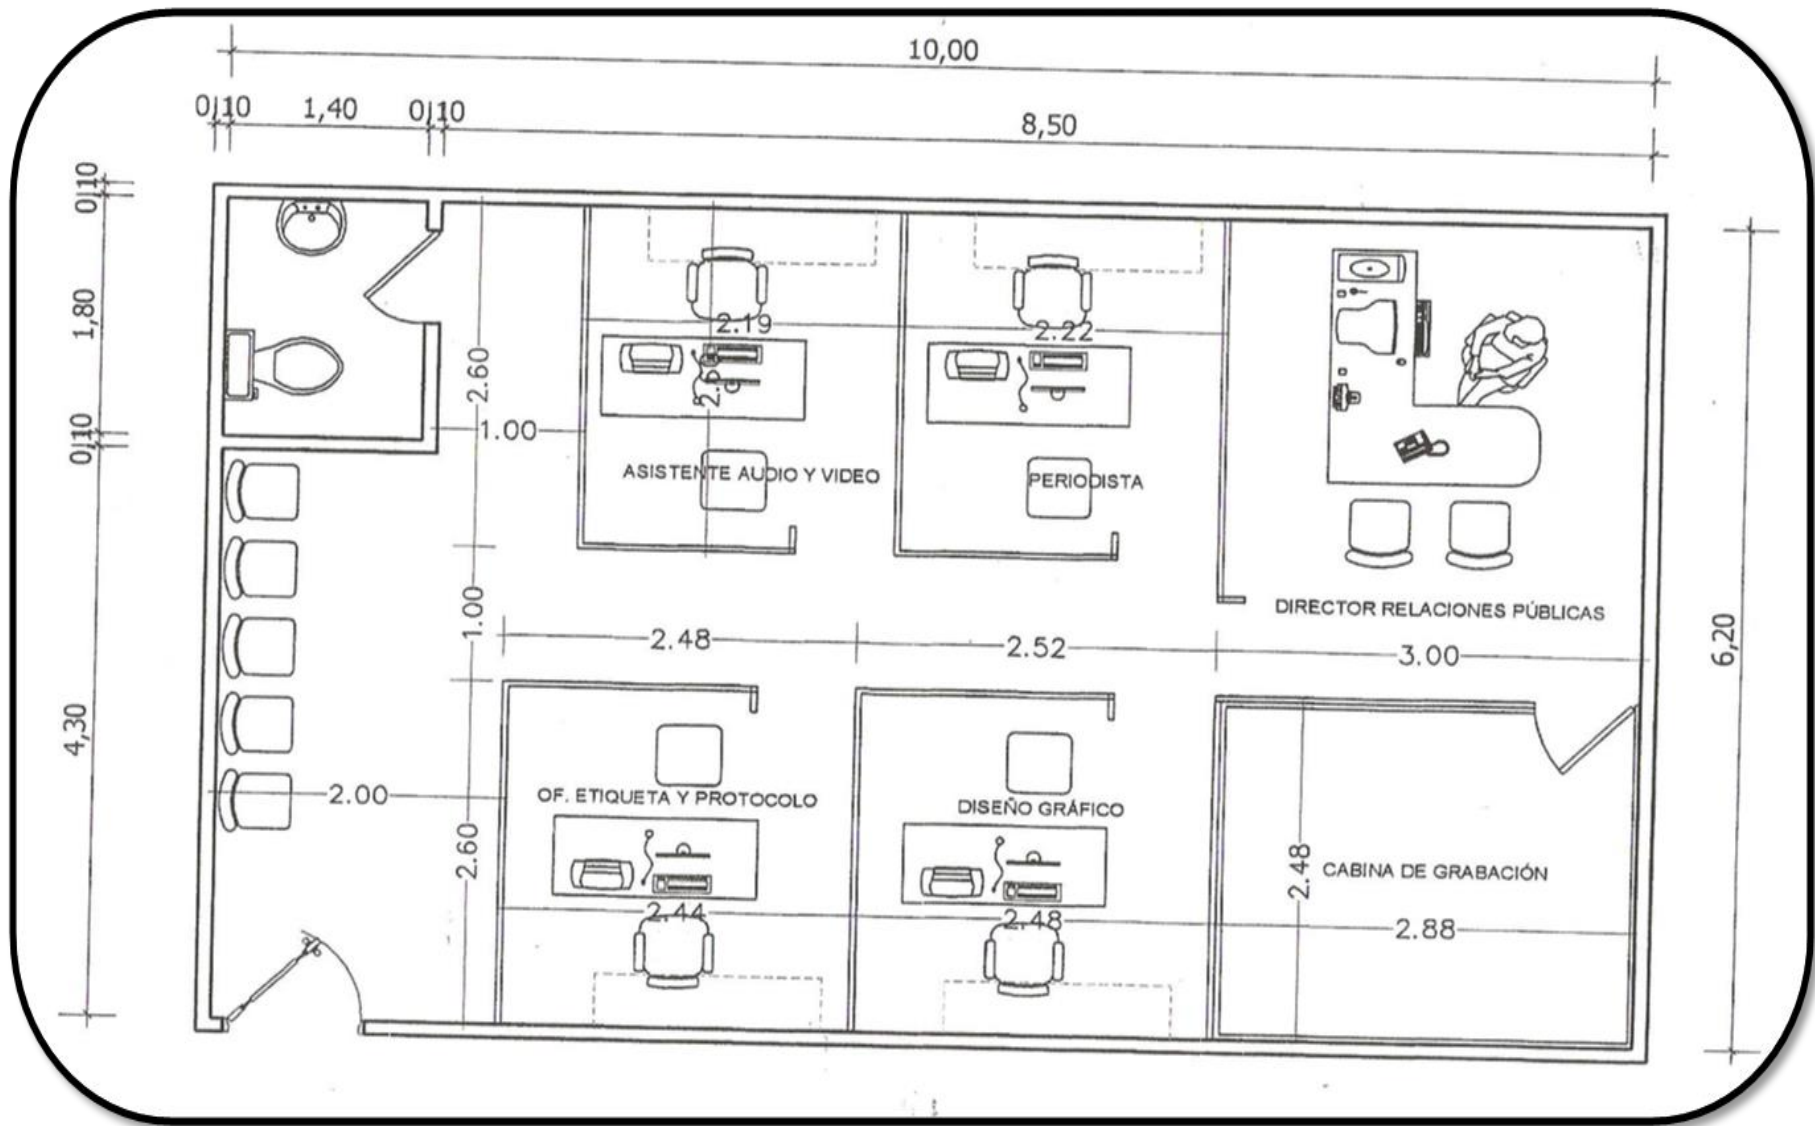 10,00
0,10 1,40 0,10 8,50
0,10
1,80
0,10
4,30
6,20
2.19
2.22
2.60
1.00
ASISTENTE AUDIO Y VIDEO
PERIODISTA
DIRECTOR RELACIONES PÚBLICAS
1.00
2.48 2.52 3.00
2.00
OF. ETIQUETA Y PROTOCOLO
DISEÑO GRÁFICO
2.60
2.48
CABINA DE GRABACIÓN
2.44 2.48 2.88